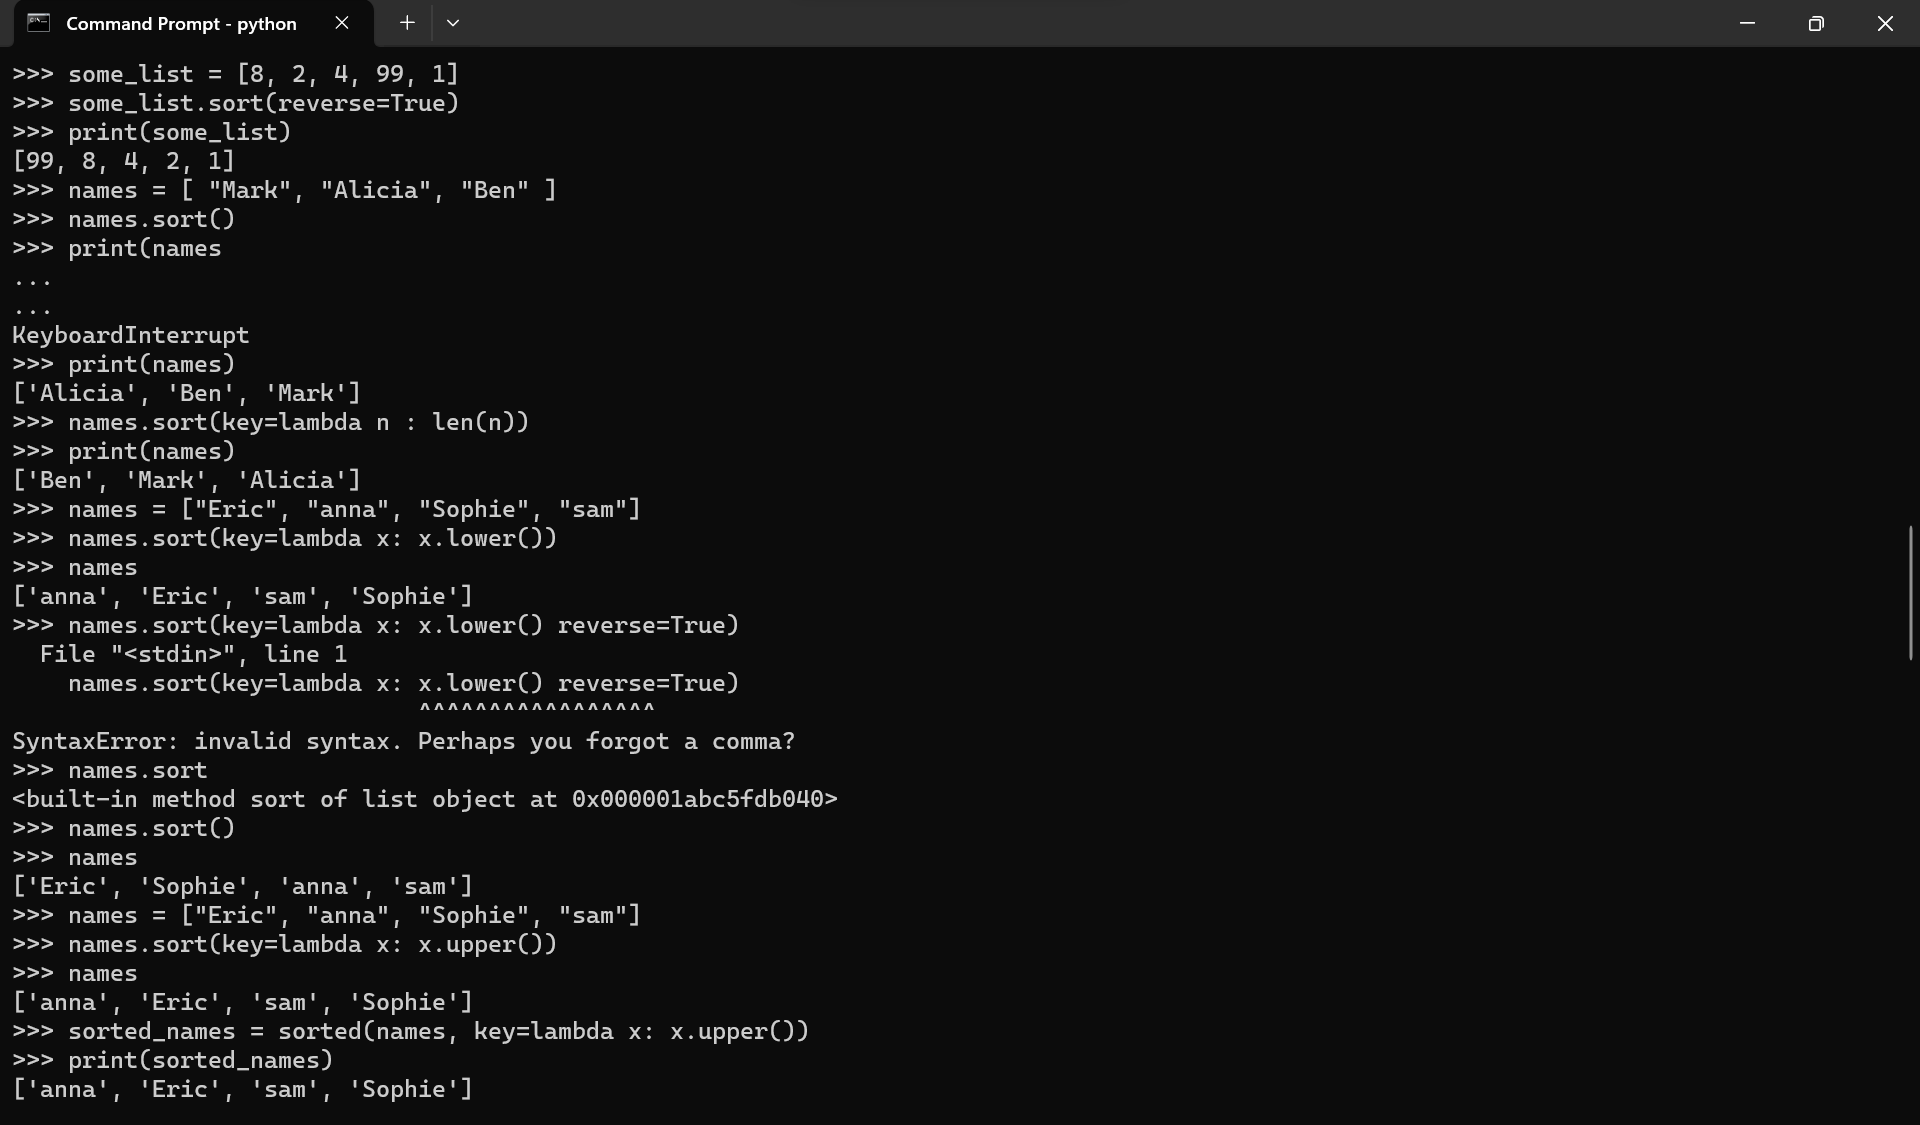 Command Prompt - python
>>> some_list = [8, 2, 4, 99, 1]
>>> some_list.sort(reverse=True)
>>> print(some_list)
[99, 8, 4, 2, 1]
>>> names = [ "Mark", "Alicia", "Ben" ]
>>> names.sort()
>>> print(names
...
...
KeyboardInterrupt
>>> print(names)
['Alicia', 'Ben', 'Mark']
>>> names.sort(key=lambda n : len(n))
>>> print(names)
['Ben', 'Mark', 'Alicia']
>>> names = ["Eric", "anna", "Sophie", "sam"]
>>> names.sort(key=lambda x: x.lower())
>>> names
['anna', 'Eric', 'sam', 'Sophie']
>>> names.sort(key=lambda x: x.lower() reverse=True)
  File "<stdin>", line 1
    names.sort(key=lambda x: x.lower() reverse=True)
                             ^^^^^^^^^^^^^^^^^
SyntaxError: invalid syntax. Perhaps you forgot a comma?
>>> names.sort
<built-in method sort of list object at 0x000001abc5fdb040>
>>> names.sort()
>>> names
['Eric', 'Sophie', 'anna', 'sam']
>>> names = ["Eric", "anna", "Sophie", "sam"]
>>> names.sort(key=lambda x: x.upper())
>>> names
['anna', 'Eric', 'sam', 'Sophie']
>>> sorted_names = sorted(names, key=lambda x: x.upper())
>>> print(sorted_names)
['anna', 'Eric', 'sam', 'Sophie']